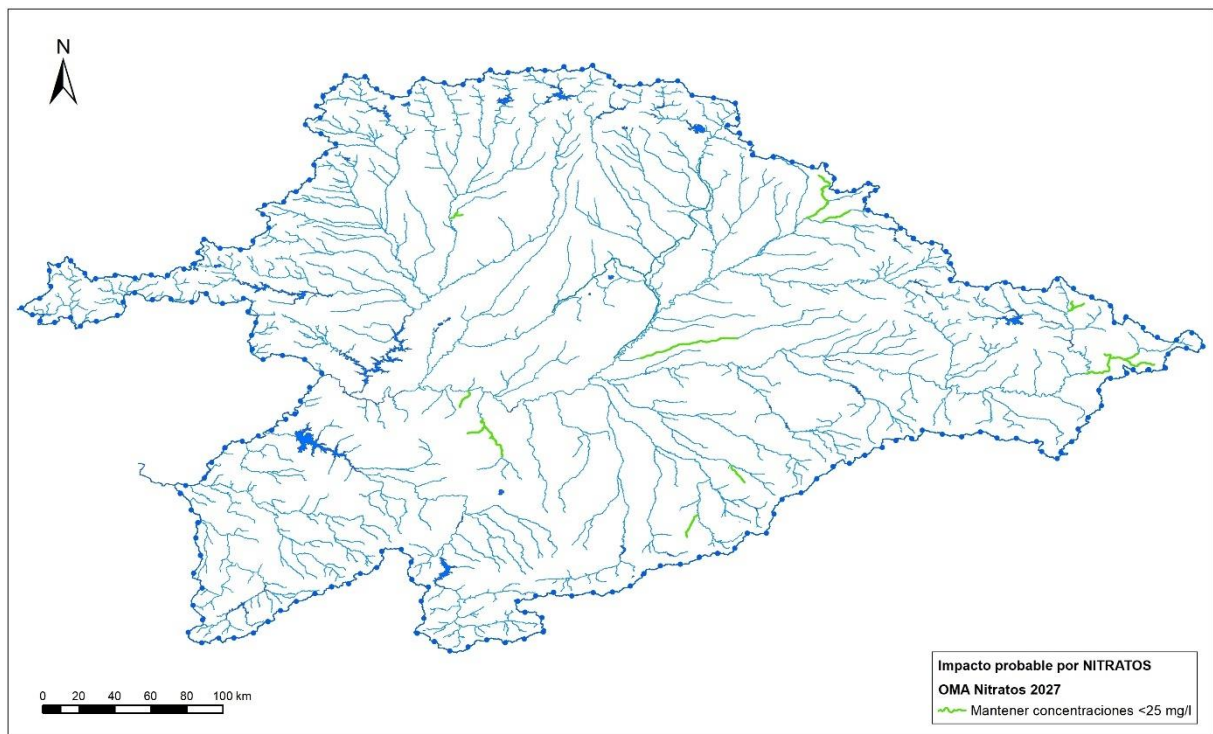 N
0 20 40 60 80 100 km
Impacto probable por NITRATOS
OMA Nitratos 2027
Mantener concentraciones <25 mg/l